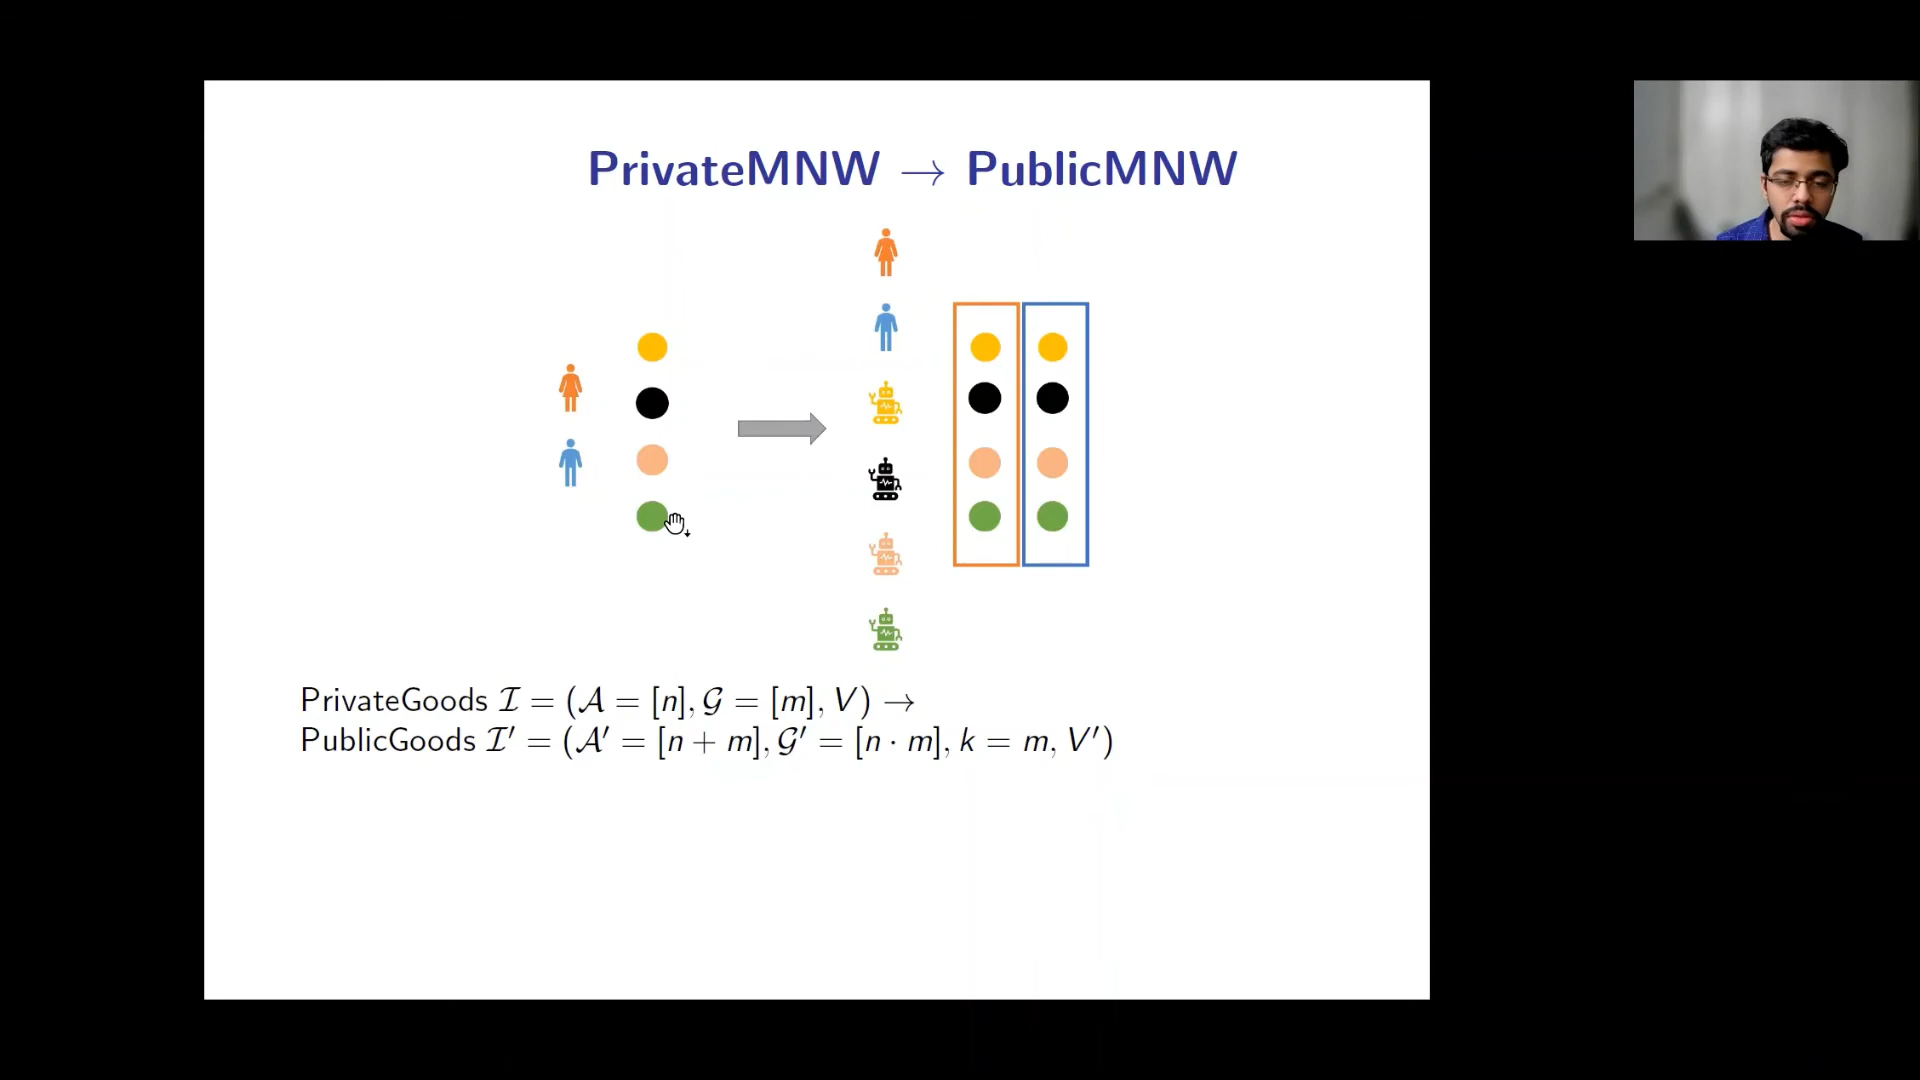 PrivateMNW → PublicMNW
PrivateGoods ℐ = (𝒜 = [n], 𝒢 = [m], V) →
PublicGoods ℐ′ = (𝒜′ = [n + m], 𝒢′ = [n · m], k = m, V′)